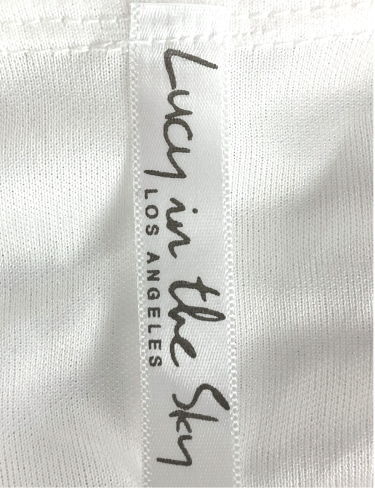 Lucy in the Sky
LOS ANGELES